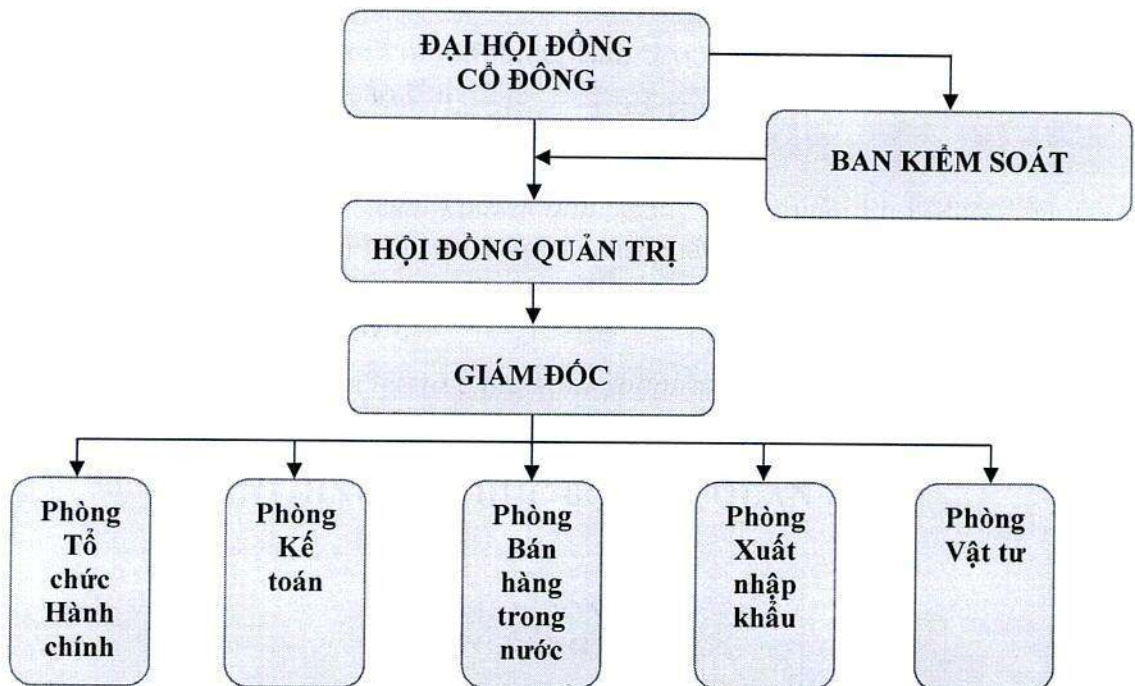 ĐẠI HỘI ĐỒNG
CỔ ĐÔNG
BAN KIỂM SOÁT
HỘI ĐỒNG QUẢN TRỊ
GIÁM ĐỐC
Phòng
Tổ
chức
Hành
chính
Phòng
Kế
toán
Phòng
Bán
hàng
trong
nước
Phòng
Xuất
nhập
khẩu
Phòng
Vật tư